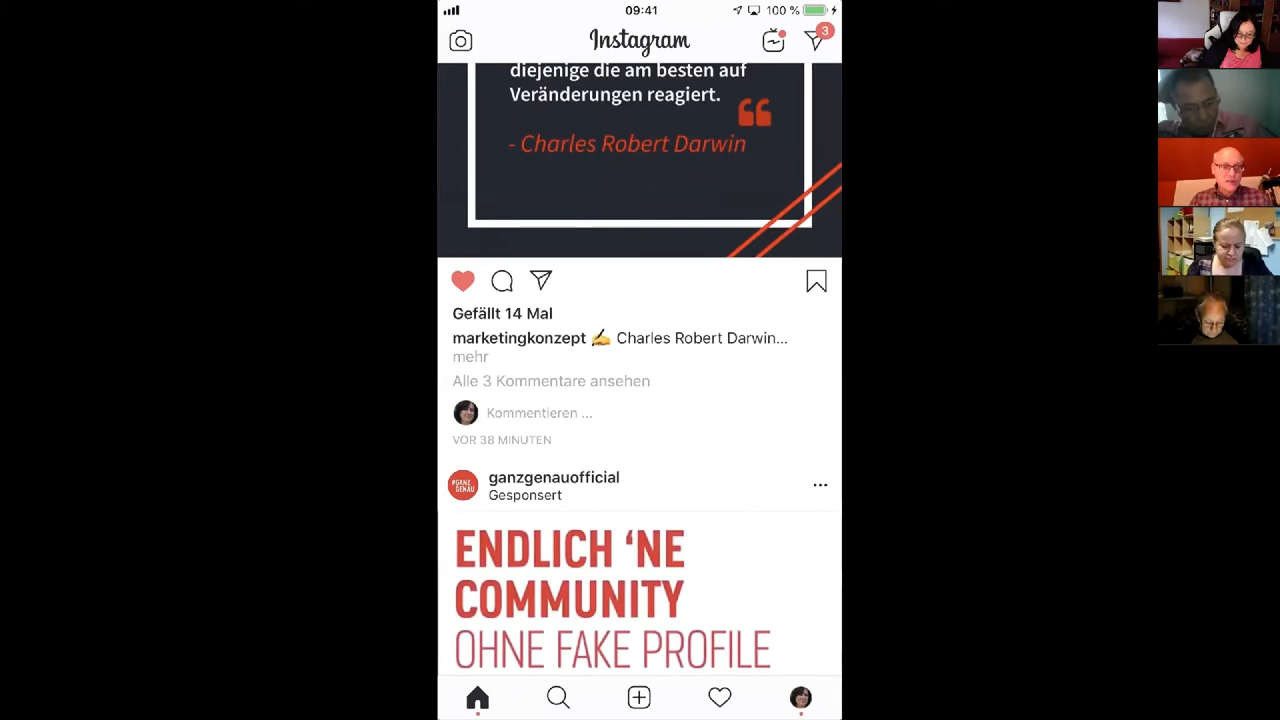 09:41
100 %
Instagram
3
diejenige die am besten auf
Veränderungen reagiert.
- Charles Robert Darwin
Gefällt 14 Mal
marketingkonzept ✍️ Charles Robert Darwin...
mehr
Alle 3 Kommentare ansehen
Kommentieren ...
VOR 38 MINUTEN
#GANZ
GENAU
ganzgenauofficial
Gesponsert
ENDLICH ‘NE
COMMUNITY
OHNE FAKE PROFILE